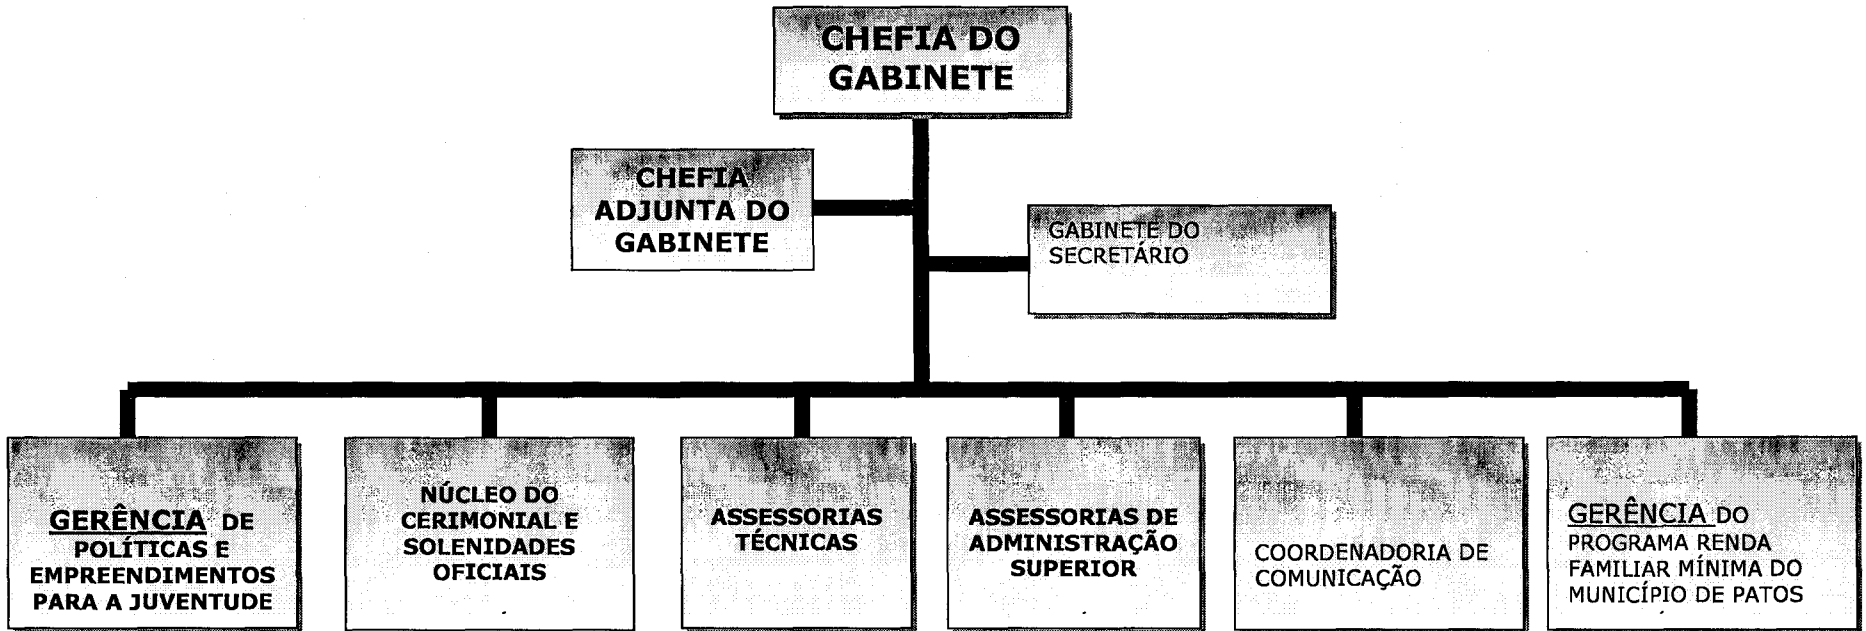 CHEFIA DO
GABINETE
CHEFIA
ADJUNTA DO
GABINETE
GABINETE DO
SECRETÁRIO
GERÊNCIA DE
POLÍTICAS E
EMPREENDIMENTOS
PARA A JUVENTUDE
NÚCLEO DO
CERIMONIAL E
SOLENIDADES
OFICIAIS
ASSESSORIAS
TÉCNICAS
ASSESSORIAS DE
ADMINISTRAÇÃO
SUPERIOR
COORDENADORIA DE
COMUNICAÇÃO
GERÊNCIA DO
PROGRAMA RENDA
FAMILIAR MÍNIMA DO
MUNICÍPIO DE PATOS